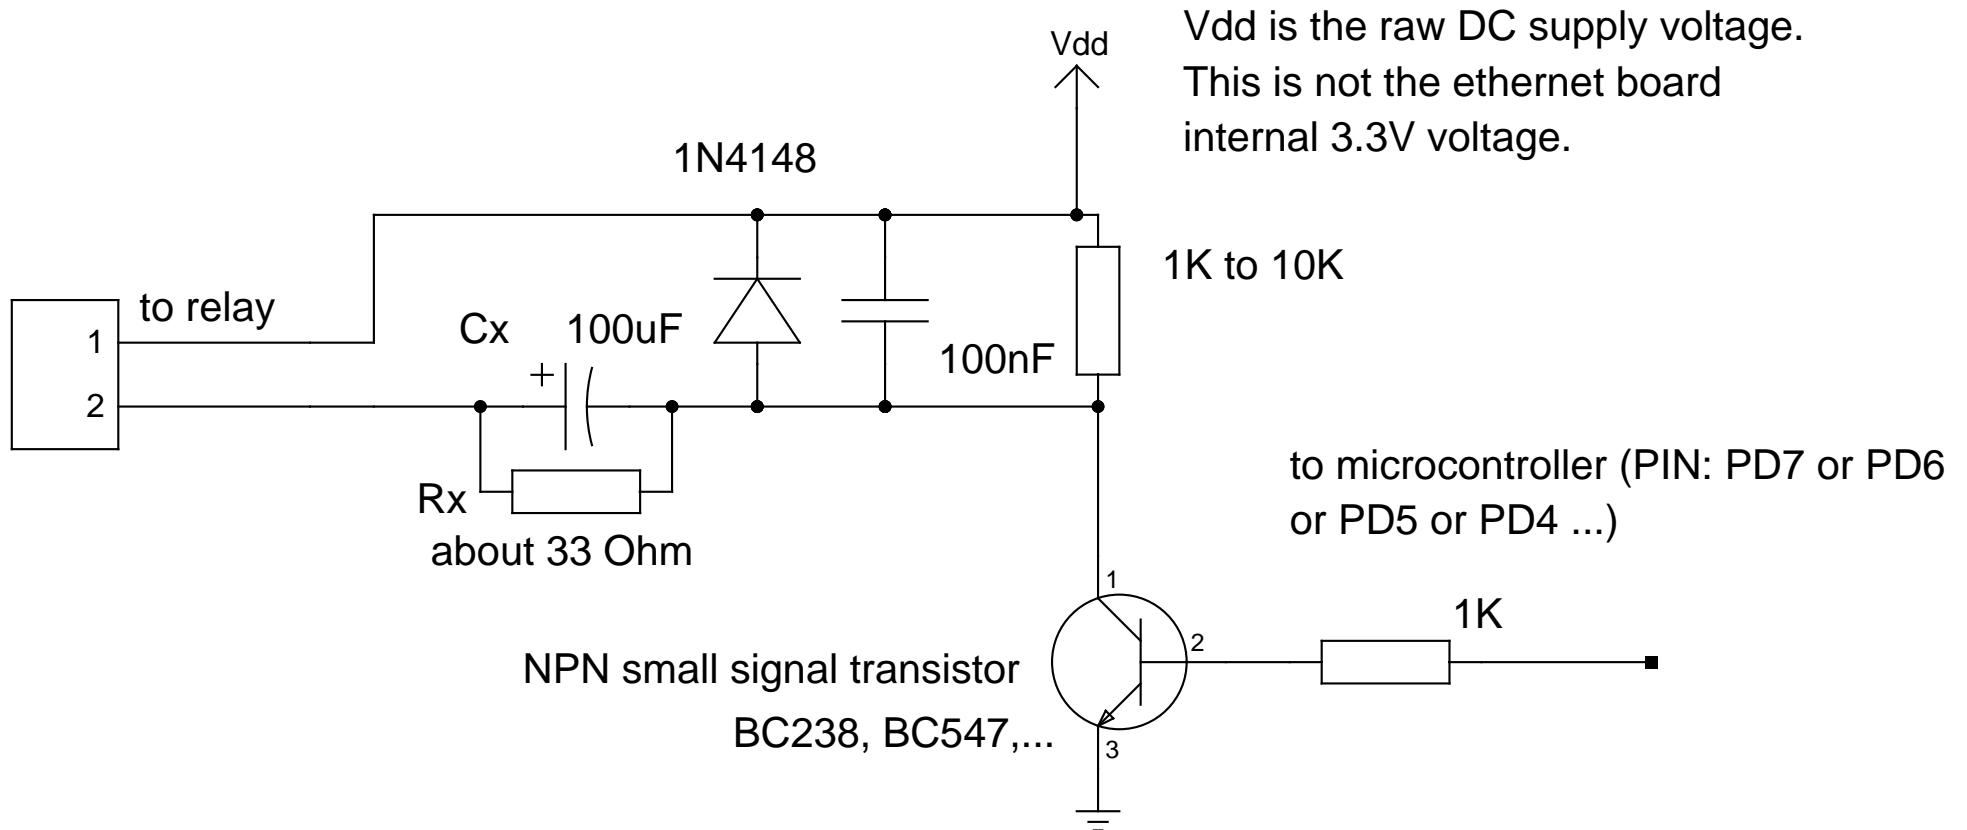 Vdd is the raw DC supply voltage.
Vdd
This is not the ethernet board
internal 3.3V voltage.
1N4148
1K to 10K
to relay
Cx 100uF
1
100nF
+
2
to microcontroller (PIN: PD7 or PD6
or PD5 or PD4 ...)
Rx
about 33 Ohm
1
1K
2
NPN small signal transistor
BC238, BC547,...
3